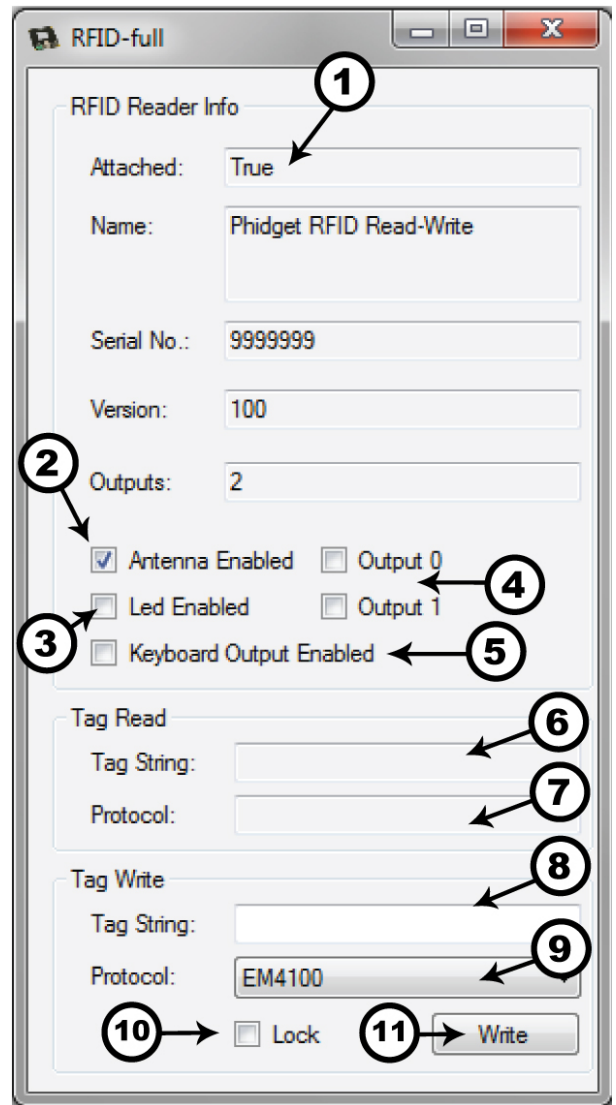 RFID-full
1
RFID Reader Info
Attached: True
Name: Phidget RFID Read-Write
Serial No.: 9999999
Version: 100
2
Outputs: 2
Antenna Enabled Output 0
4
Led Enabled Output 1
3
Keyboard Output Enabled 5
Tag Read 6
Tag String:
7
Protocol:
Tag Write 8
Tag String:
9
Protocol: EM4100
10 Lock 11 Write